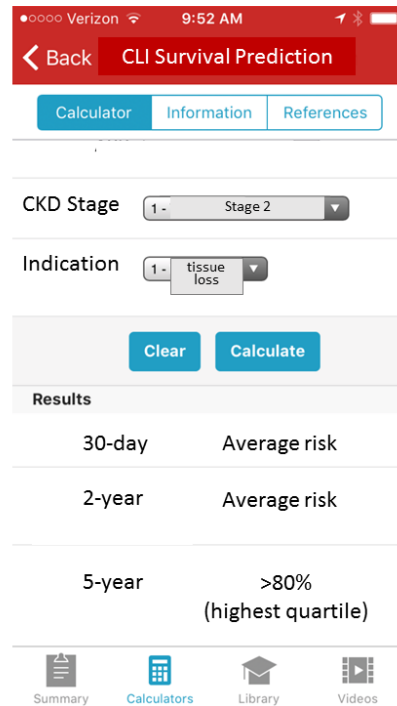 Verizon 9:52 AM
Back CLI Survival Prediction
Calculator Information References
CKD Stage 1 - Stage 2
Indication 1 - tissue
loss
Clear Calculate
Results
30-day Average risk
2-year Average risk
5-year >80%
(highest quartile)
Summary Calculators Library Videos